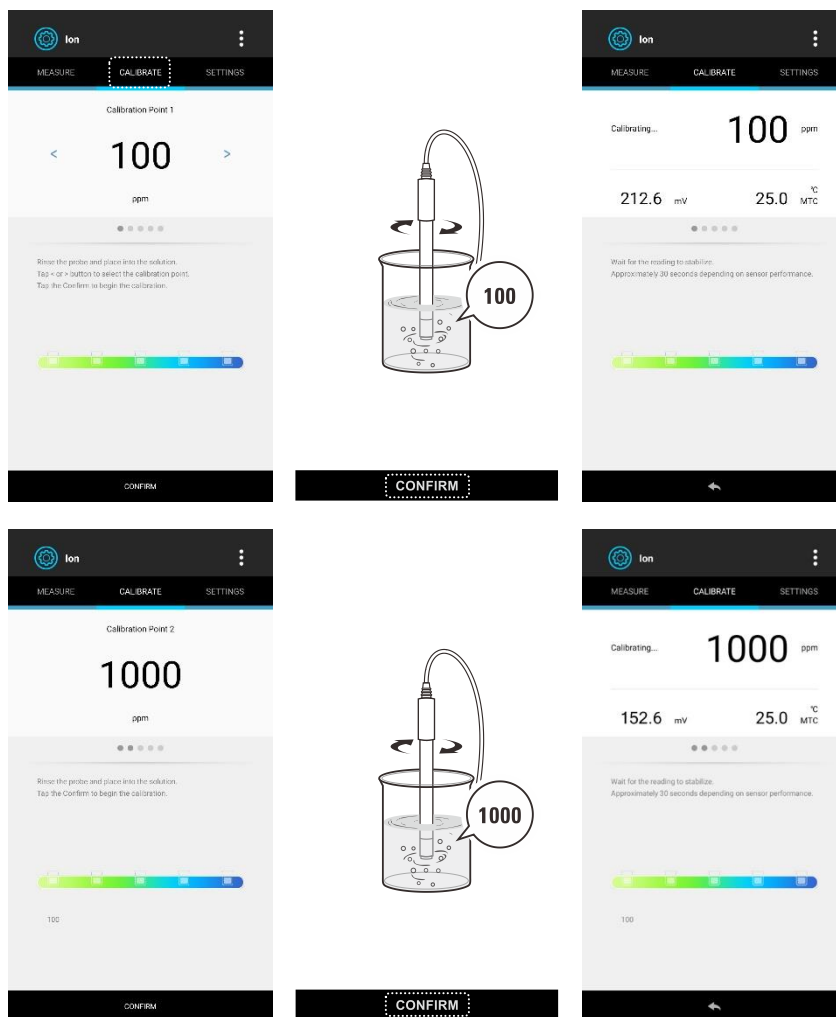 Ion
MEASURE CALIBRATE SETTINGS
Calibration Point 1
< 100 >
ppm
Rinse the probe and place into the solution.
Tap < or > button to select the calibration point.
Tap the Confirm to begin the calibration.
CONFIRM
100
CONFIRM
Ion
MEASURE CALIBRATE SETTINGS
Calibrating... 100 ppm
212.6 mV 25.0 °C MTC
Wait for the reading to stabilize.
Approximately 30 seconds depending on sensor performance.
Ion
MEASURE CALIBRATE SETTINGS
Calibration Point 2
1000
ppm
Rinse the probe and place into the solution.
Tap the Confirm to begin the calibration.
100
CONFIRM
1000
CONFIRM
Ion
MEASURE CALIBRATE SETTINGS
Calibrating... 1000 ppm
152.6 mV 25.0 °C MTC
Wait for the reading to stabilize.
Approximately 30 seconds depending on sensor performance.
100